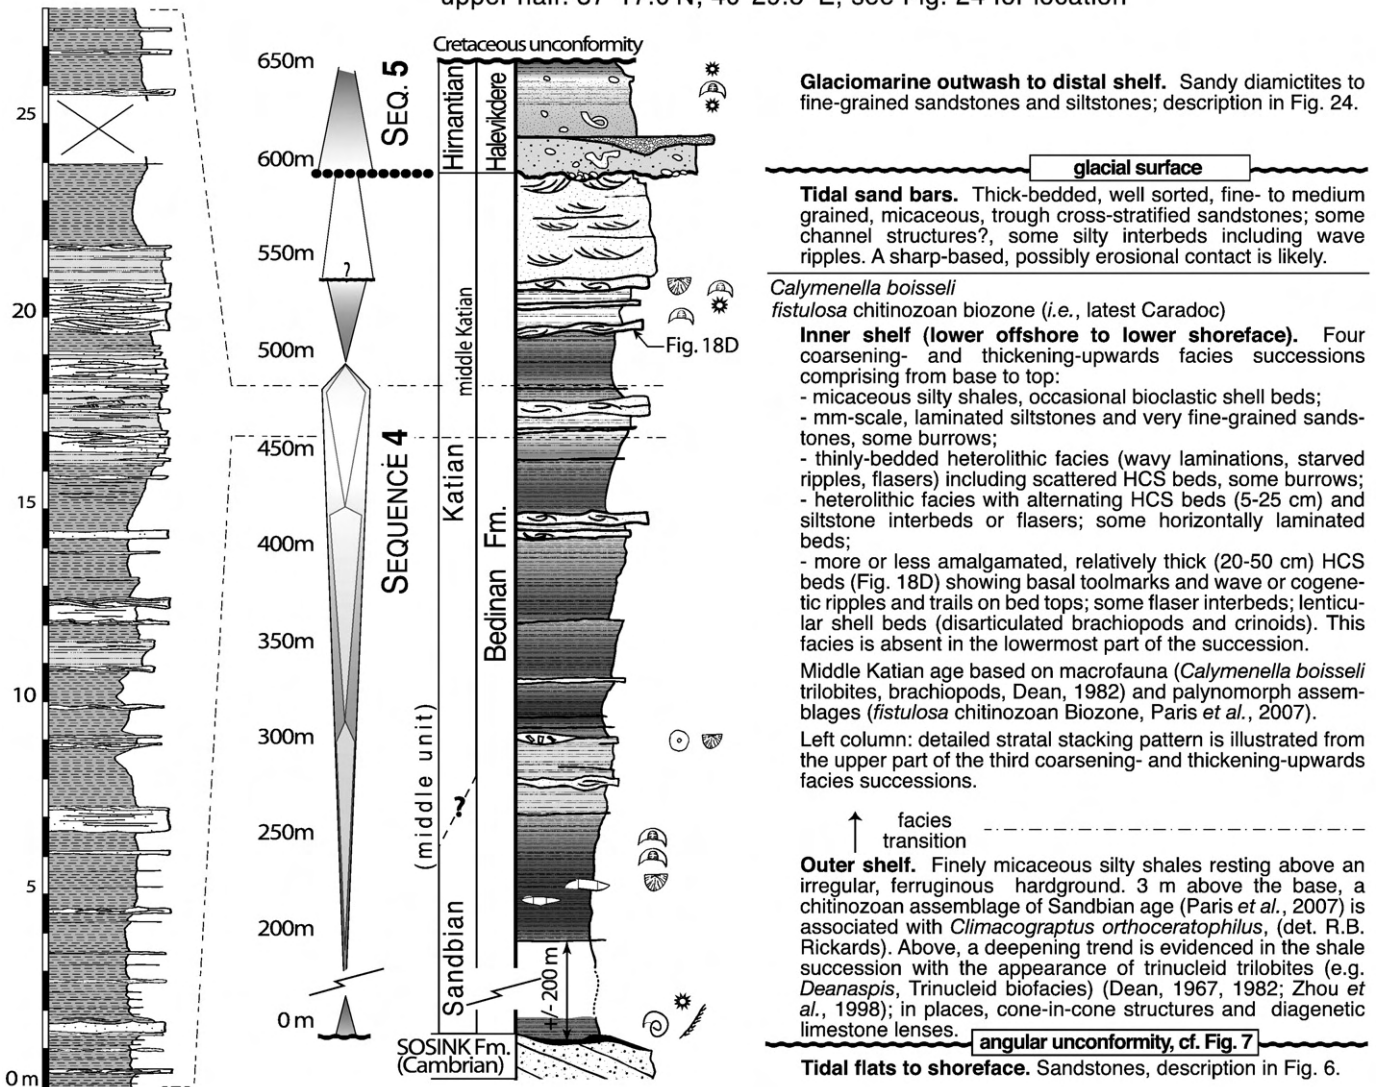 upper half: 37°17.0'N, 40°29.5' E, see Fig. 24 for location
25
20
15
10
5
0 m
650m
600m
550m
500m
450m
400m
350m
300m
250m
200m
0 m
?
SEQ. 5
SEQUENCE 4
Cretaceous unconformity
Hirnantian
Halevikdere
middle Katian
Katian
Bedinan Fm.
(middle unit)
?
Sandbian
+/- 200 m
SOSINK Fm.
(Cambrian)
Fig. 18D
Glaciomarine outwash to distal shelf. Sandy diamictites to
fine-grained sandstones and siltstones; description in Fig. 24.
glacial surface
Tidal sand bars. Thick-bedded, well sorted, fine- to medium
grained, micaceous, trough cross-stratified sandstones; some
channel structures?, some silty interbeds including wave
ripples. A sharp-based, possibly erosional contact is likely.
Calymenella boisseli
fistulosa chitinozoan biozone (i.e., latest Caradoc)
Inner shelf (lower offshore to lower shoreface). Four
coarsening- and thickening-upwards facies successions
comprising from base to top:
- micaceous silty shales, occasional bioclastic shell beds;
- mm-scale, laminated siltstones and very fine-grained sands-
tones, some burrows;
- thinly-bedded heterolithic facies (wavy laminations, starved
ripples, flasers) including scattered HCS beds, some burrows;
- heterolithic facies with alternating HCS beds (5-25 cm) and
siltstone interbeds or flasers; some horizontally laminated
beds;
- more or less amalgamated, relatively thick (20-50 cm) HCS
beds (Fig. 18D) showing basal toolmarks and wave or cogene-
tic ripples and trails on bed tops; some flaser interbeds; lenticu-
lar shell beds (disarticulated brachiopods and crinoids). This
facies is absent in the lowermost part of the succession.
Middle Katian age based on macrofauna (Calymenella boisseli
trilobites, brachiopods, Dean, 1982) and palynomorph assem-
blages (fistulosa chitinozoan Biozone, Paris et al., 2007).
Left column: detailed stratal stacking pattern is illustrated from
the upper part of the third coarsening- and thickening-upwards
facies successions.
facies
transition
Outer shelf. Finely micaceous silty shales resting above an
irregular, ferruginous hardground. 3 m above the base, a
chitinozoan assemblage of Sandbian age (Paris et al., 2007) is
associated with Climacograptus orthoceratophilus, (det. R.B.
Rickards). Above, a deepening trend is evidenced in the shale
succession with the appearance of trinucleid trilobites (e.g.
Deanaspis, Trinucleid biofacies) (Dean, 1967, 1982; Zhou et
al., 1998); in places, cone-in-cone structures and diagenetic
limestone lenses.
angular unconformity, cf. Fig. 7
Tidal flats to shoreface. Sandstones, description in Fig. 6.